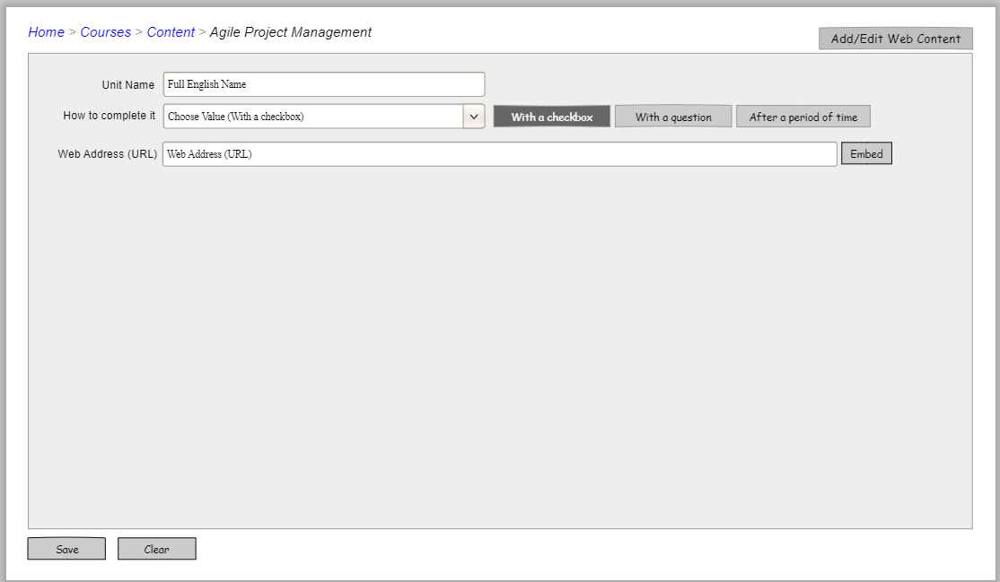 Home > Courses > Content > Agile Project Management
Add/Edit Web Content
Unit Name Full English Name
How to complete it Choose Value (With a checkbox) With a checkbox With a question After a period of time
Web Address (URL) Web Address (URL) Embed
Save Clear